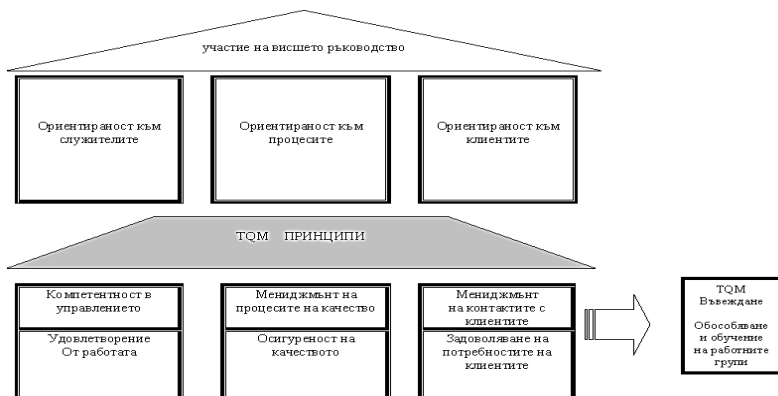 участие на висшето ръководство
Ориентираност към
служителите
Ориентираност към
процесите
Ориентираност към
клиентите
TQM ПРИНЦИПИ
Компетентност в
управлението
Мениджмънт на
процесите на качество
Мениджмънт
на контактите с
клиентите
Удовлетворение
От работата
Осигуреност на
качеството
Задоволяване на
потребностите на
клиентите
TQM
Въвеждане
Обособяване
и обучение
на работните
групи